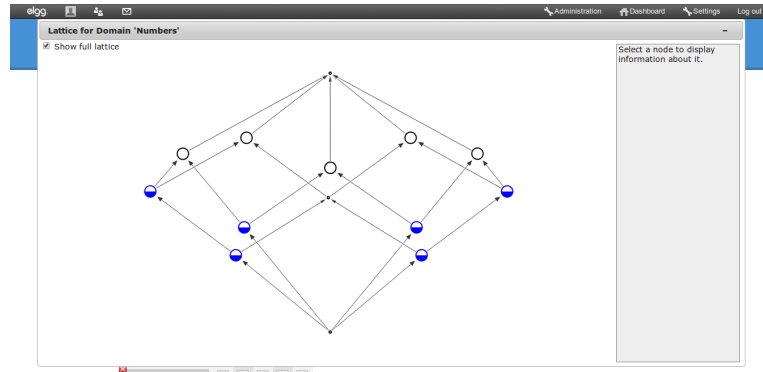 elgg.
Administration
Dashboard
Settings
Log out
Lattice for Domain 'Numbers'
Show full lattice
Select a node to display
information about it.